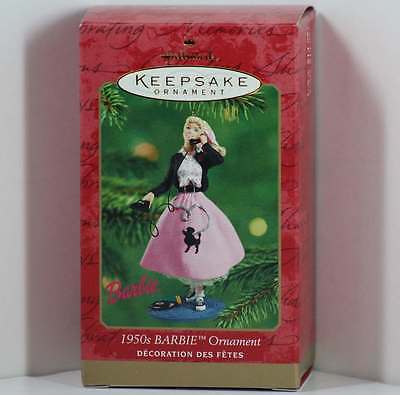 Hallmark
KEEPSAKE
ORNAMENT
Barbie
1950s BARBIE™ Ornament
DÉCORATION DES FÊTES